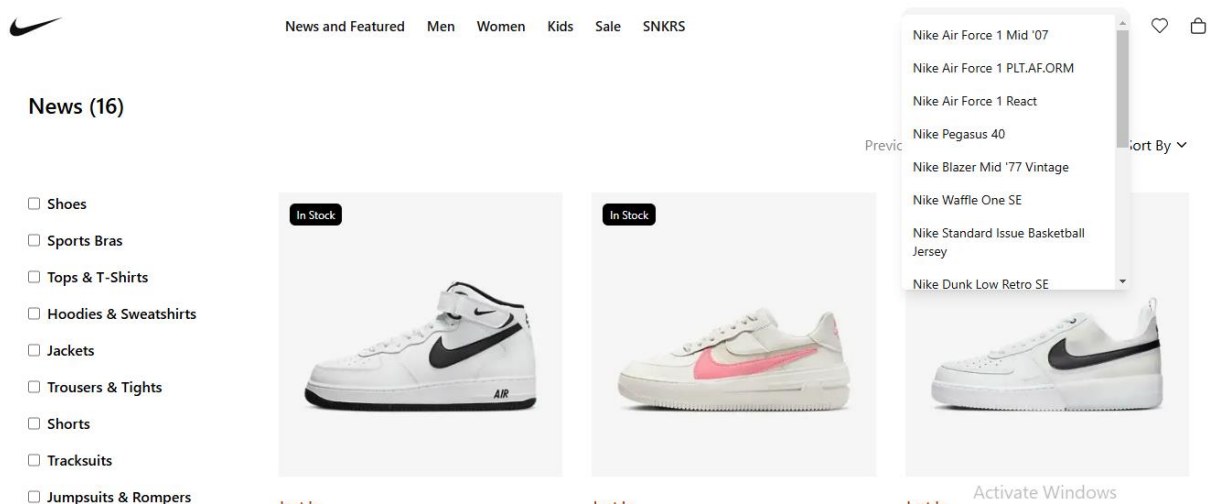 News and Featured Men Women Kids Sale SNKRS
Nike Air Force 1 Mid '07
Nike Air Force 1 PLT.AF.ORM
Nike Air Force 1 React
Nike Pegasus 40
Nike Blazer Mid '77 Vintage
Nike Waffle One SE
Nike Standard Issue Basketball
Jersey
Nike Dunk Low Retro SE
News (16)
Sort By
Shoes
Sports Bras
Tops & T-Shirts
Hoodies & Sweatshirts
Jackets
Trousers & Tights
Shorts
Tracksuits
Jumpsuits & Rompers
In Stock
In Stock
AIR
Activate Windows